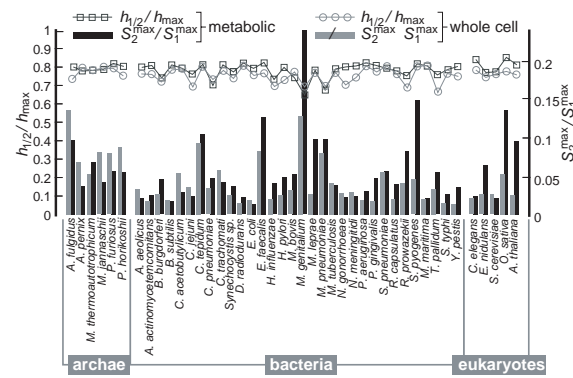 h1/2/hmax metabolic h1/2/hmax whole cell
S2max/S1max S2max S1max
h1/2/hmax
1
0.9
0.8
0.7
0.6
0.5
0.4
0.3
0.2
0.1
0
S2max/S1max
0.2
0.15
0.1
0.05
0
A. fulgidus
A. pernix
M. thermoautotrophicum
M. iannaschii
P. furiosus
P. horikoshii
A. aeolicus
A. actinomycetemcomitans
B. burgdorferi
B. subtilis
C. acetobutylicum
C. jejuni
C. tepidum
C. pneumoniae
C. trachomati
Synechocystis sp.
D. radiodurans
E. coli
E. faecalis
H. influenzae
H. pylori
M. bovis
M. genitalium
M. leprae
M. pneumoniae
M. tuberculosis
N. gonorrhoeae
N. meningitidi
P. aeruginosa
P. gingivalis
S. pneumoniae
R. capsulatus
R. prowazekii
S. pyogenes
M. maritima
T. pallidum
S. typhi
Y. pestis
C. elegans
E. nidulans
S. cerevisiae
O. sativa
A. thaliana
archae bacteria eukaryotes